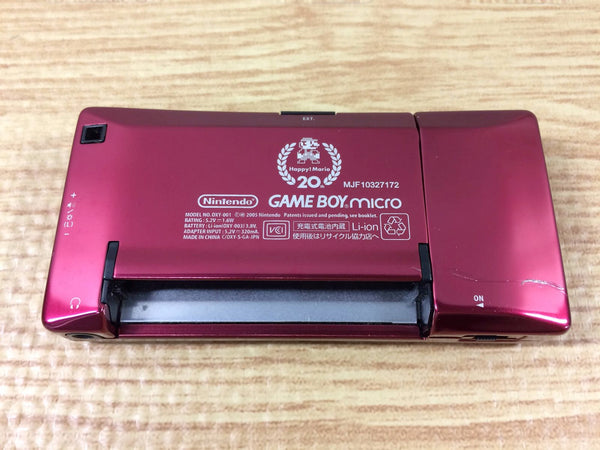 EXT.
Happy! Mario
20th
MJF10327172
Nintendo
GAME BOY micro
MODEL NO. OXY-001 ©Ⓟ 2005 Nintendo Patents issued and pending, see booklet.
RATING : 5.2V⎓1.6W
BATTERY : Li-ion(OXY-003) 3.8V⎓
ADAPTER INPUT : 5.2V⎓320mA
MADE IN CHINA C/OXY-S-GA-JPN
VCI
充電式電池内蔵 Li-ion
使用後はリサイクル協力店へ
ON